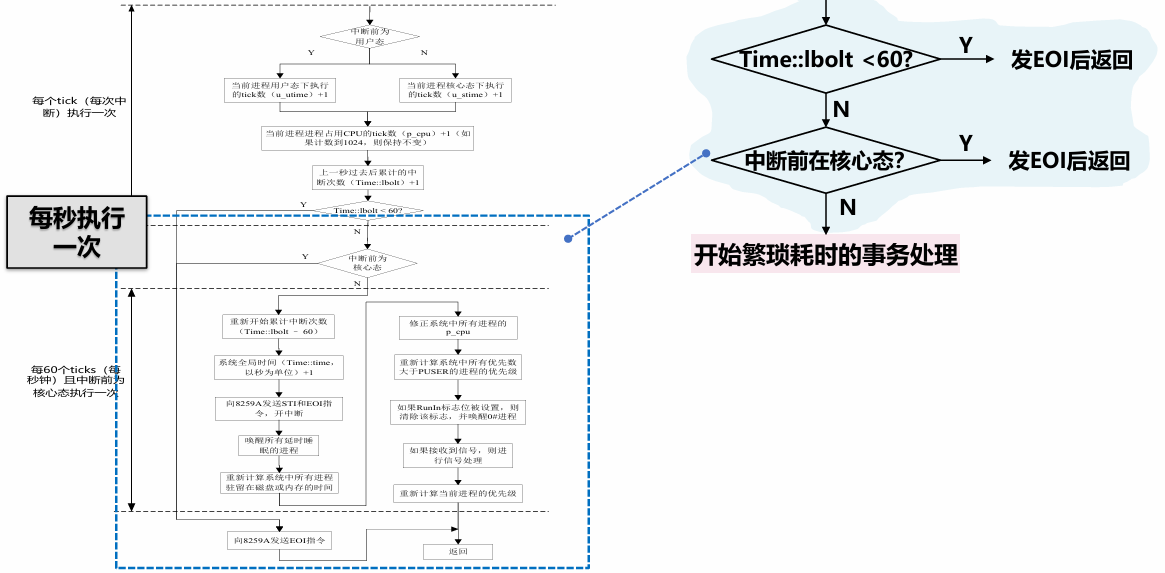 中断前为
用户态
Y
N
当前进程用户态下执行
的tick数（u_utime）+1
当前进程核心态下执行
的tick数（u_stime）+1
每个tick（每次中
断）执行一次
当前进程进程占用CPU的tick数（p_cpu）+1（如
果计数到1024，则保持不变）
上一秒过去后累计的中
断次数（Time::lbolt）+1
Y
Time::lbolt < 60?
N
每秒执行
一次
Y
中断前为
核心态
N
重新开始累计中断次数
（Time::lbolt - 60）
系统全局时间（Time::time,
以秒为单位）+1
向8259A发送STI和EOI指
令，开中断
唤醒所有延时睡
眠的进程
重新计算系统中所有进程
驻留在磁盘或内存的时间
每60个ticks（每
秒钟）且中断前为
核心态执行一次
修正系统中所有进程的
p_cpu
重新计算系统中所有优先数
大于PUSER的进程的优先级
如果RunIn标志位被设置，则
清除该标志，并唤醒0#进程
如果接收到信号，则进
行信号处理
重新计算当前进程的优先级
向8259A发送EOI指令
返回
Time::lbolt <60?
Y
发EOI后返回
N
中断前在核心态?
Y
发EOI后返回
N
开始繁琐耗时的事务处理